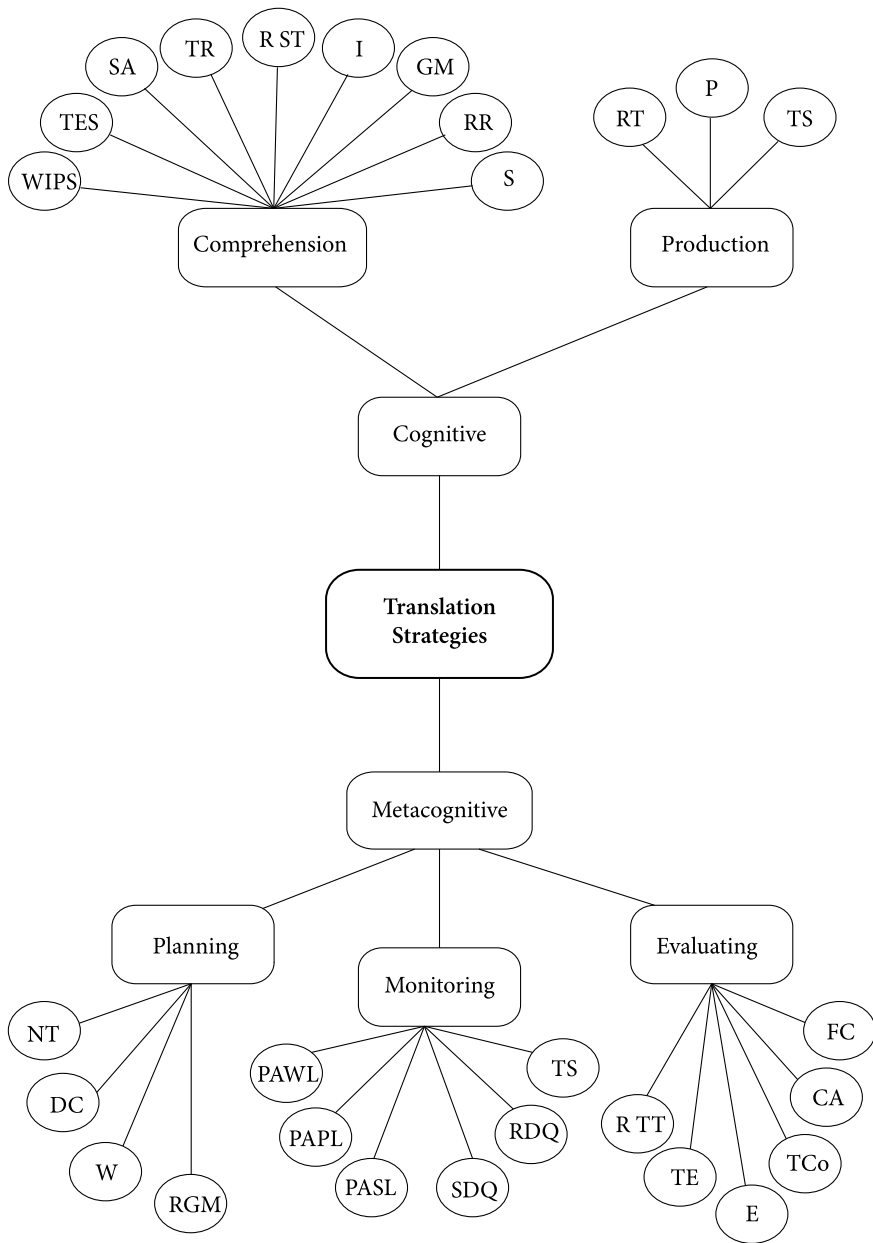 R ST
I
TR
SA
GM
TES
RR
WIPS
S
P
RT
TS
Comprehension
Production
Cognitive
Translation
Strategies
Metacognitive
Planning
Monitoring
Evaluating
NT
DC
W
RGM
PAWL
PAPL
PASL
SDQ
RDQ
TS
R TT
TE
E
TCo
CA
FC